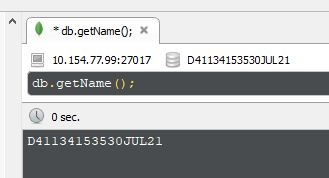 * db.getName(); ×
10.154.77.99:27017 D41134153530JUL21
db.getName();
0 sec.
D41134153530JUL21